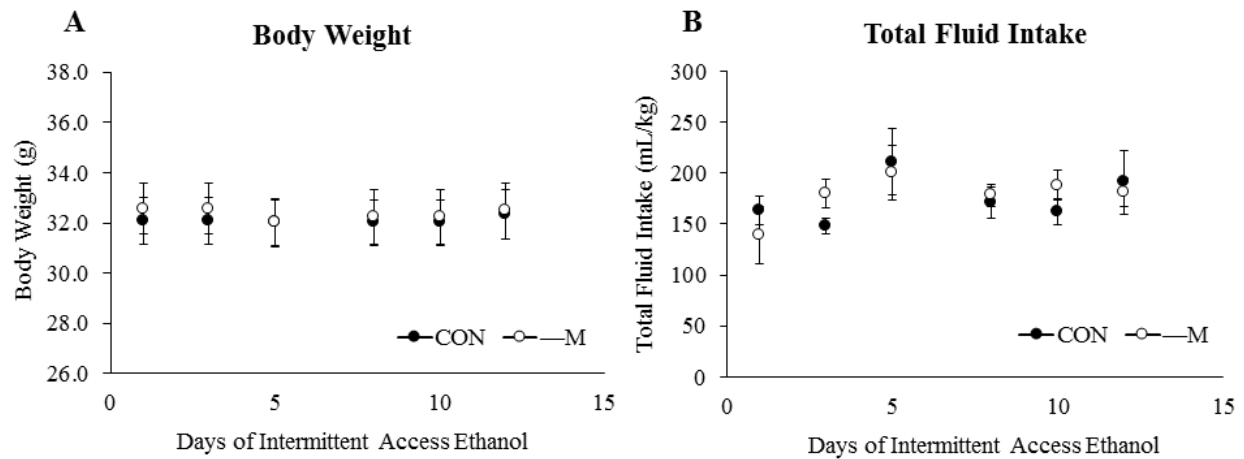 A
Body Weight
38.0
36.0
34.0
32.0
30.0
28.0
26.0
Body Weight (g)
CON
—M
0
5
10
15
Days of Intermittent Access Ethanol
B
Total Fluid Intake
300
250
200
150
100
50
0
Total Fluid Intake (mL/kg)
CON
—M
0
5
10
15
Days of Intermittent Access Ethanol